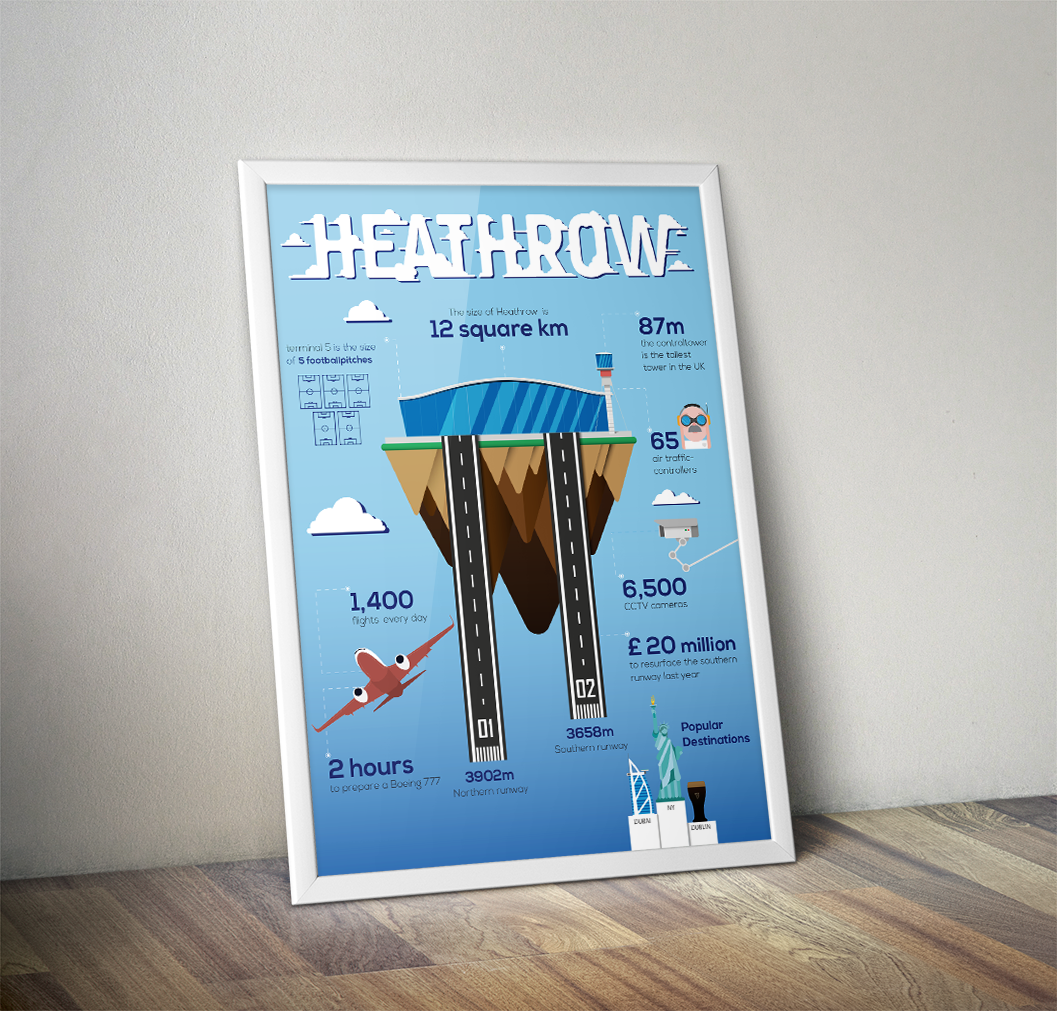 HEATHROW
The size of Heathrow is
12 square km
87m
the controltower
is the tallest
tower in the UK
terminal 5 is the size
of 5 footballpitches
65
air traffic-
controllers
6,500
CCTV cameras
1,400
flights every day
£ 20 million
to resurface the southern
runway last year
01
02
3658m
Southern runway
Popular
Destinations
2 hours
to prepare a Boeing 777
3902m
Northern runway
DUBAI
NY
DUBLIN